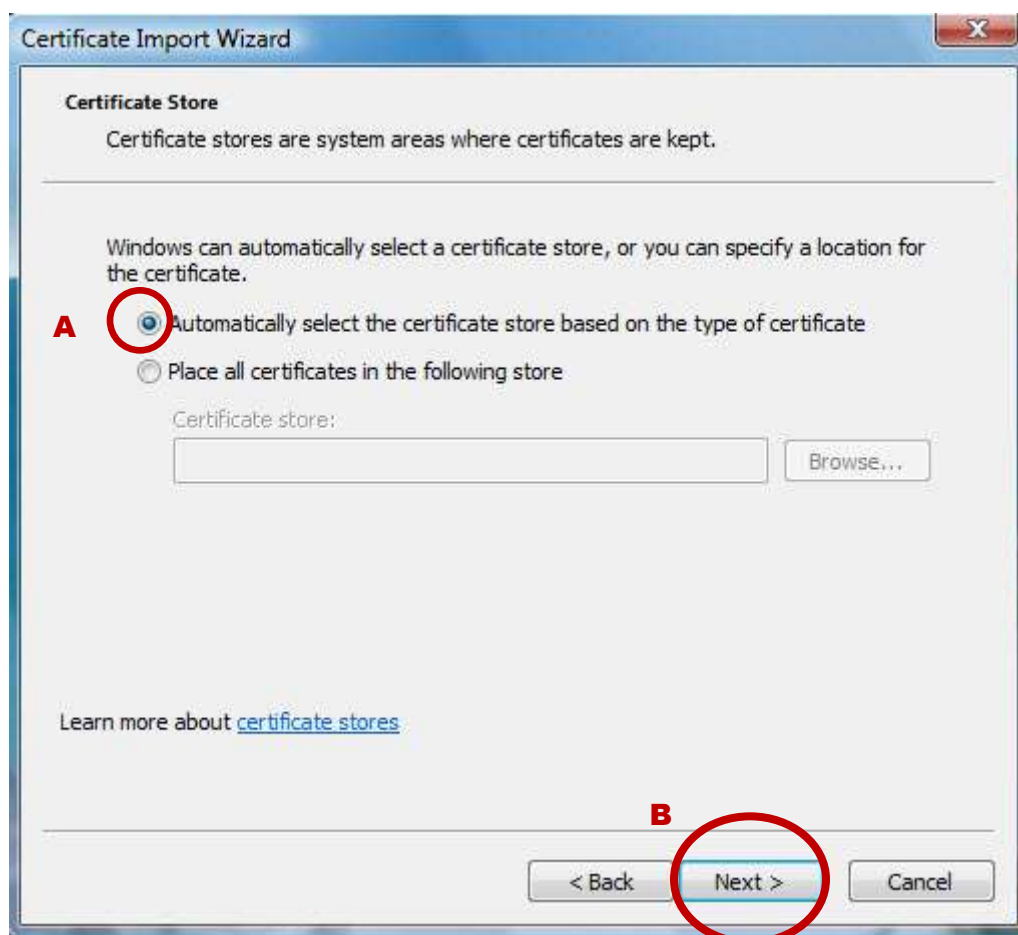 Certificate Import Wizard
Certificate Store
Certificate stores are system areas where certificates are kept.
Windows can automatically select a certificate store, or you can specify a location for
the certificate.
A
Automatically select the certificate store based on the type of certificate
Place all certificates in the following store
Certificate store:
Browse...
Learn more about certificate stores
B
< Back
Next >
Cancel